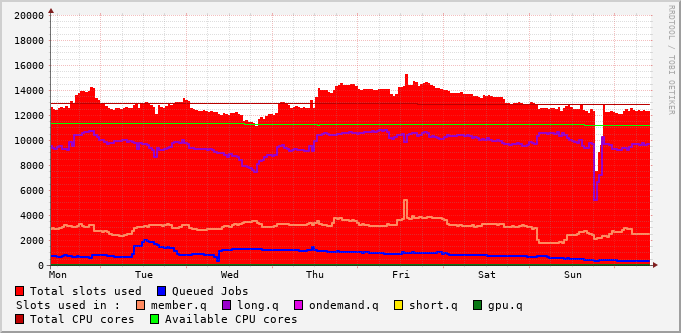 20000
18000
16000
14000
12000
10000
8000
6000
4000
2000
0
Mon Tue Wed Thu Fri Sat Sun
Total slots used Queued Jobs
Slots used in : member.q long.q ondemand.q short.q gpu.q
Total CPU cores Available CPU cores
RRDTOOL / TOBI OETIKER